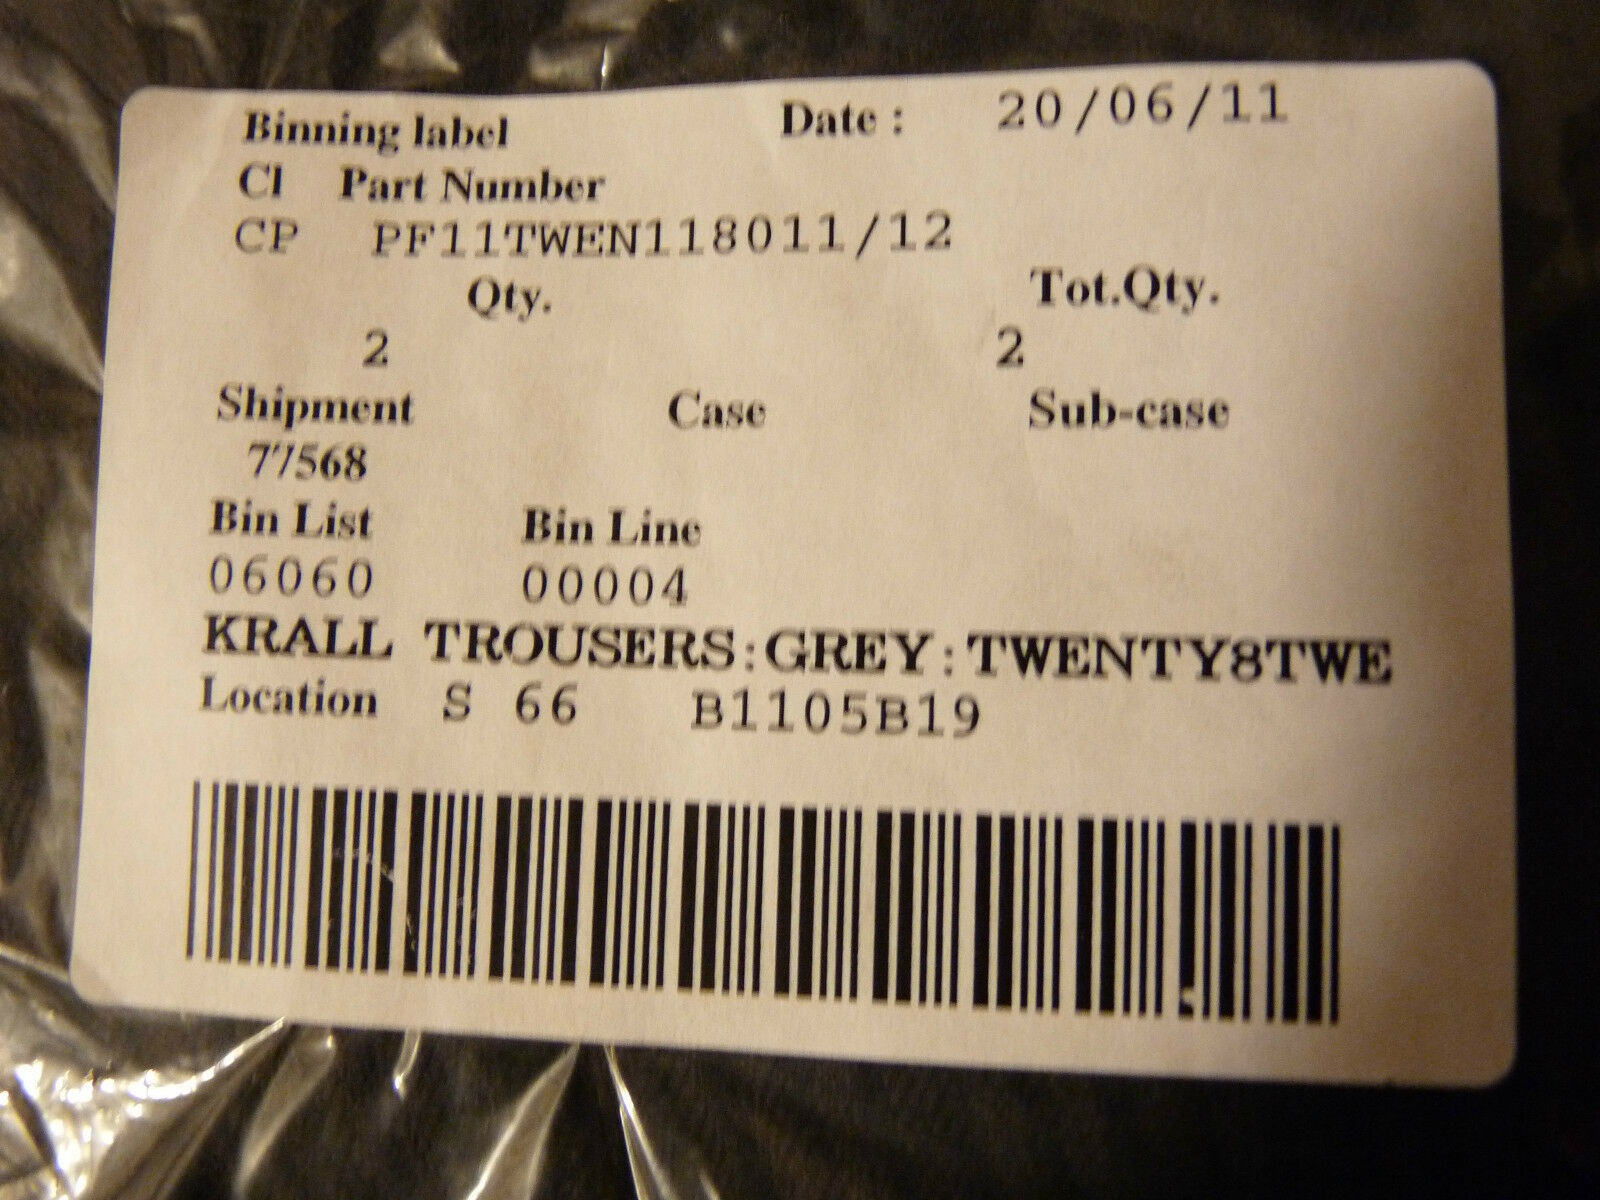 Binning label Date : 20/06/11
Cl Part Number
CP PF11TWEN118011/12
Qty. Tot.Qty.
2 2
Shipment Case Sub-case
77568
Bin List Bin Line
06060 00004
KRALL TROUSERS:GREY:TWENTY8TWE
Location S 66 B1105B19